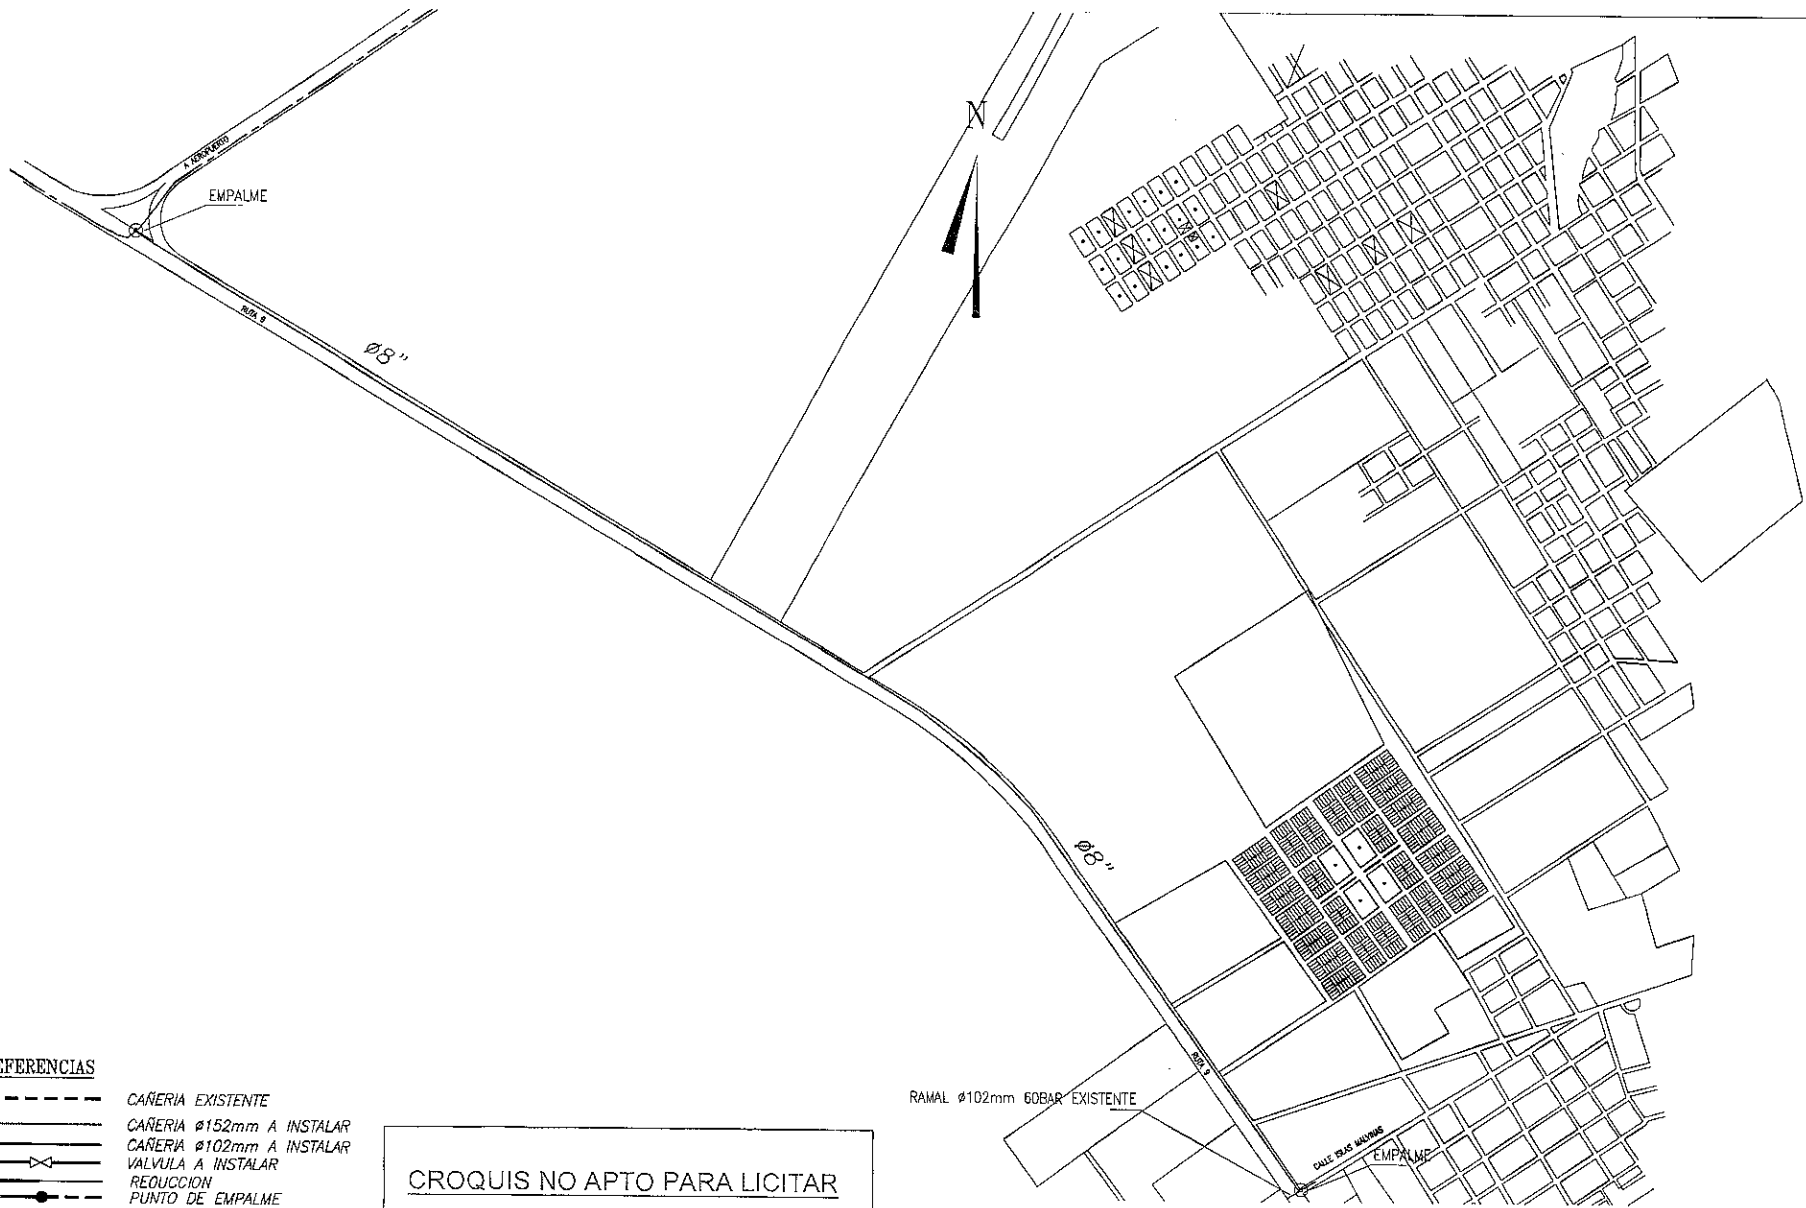 N
A AEROPUERTO
EMPALME
RUTA 9
ø8"
ø8"
RUTA 9
RAMAL ø102mm 60BAR EXISTENTE
CALLE ISLAS MALVINAS
EMPALME
EFERENCIAS
CAÑERIA EXISTENTE
CAÑERIA ø152mm A INSTALAR
CAÑERIA ø102mm A INSTALAR
VALVULA A INSTALAR
REDUCCION
PUNTO DE EMPALME
CROQUIS NO APTO PARA LICITAR